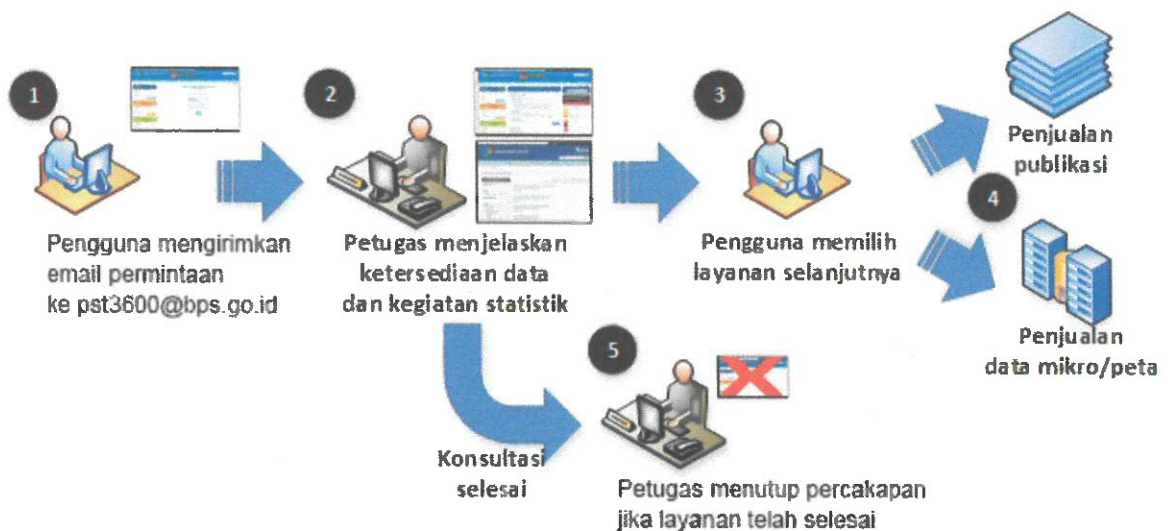 1
Pengguna mengirimkan
email permintaan
ke pst3600@bps.go.id
2
Petugas menjelaskan
ketersediaan data
dan kegiatan statistik
3
Pengguna memilih
layanan selanjutnya
4
Penjualan
publikasi
Penjualan
data mikro/peta
5
Konsultasi
selesai
Petugas menutup percakapan
jika layanan telah selesai